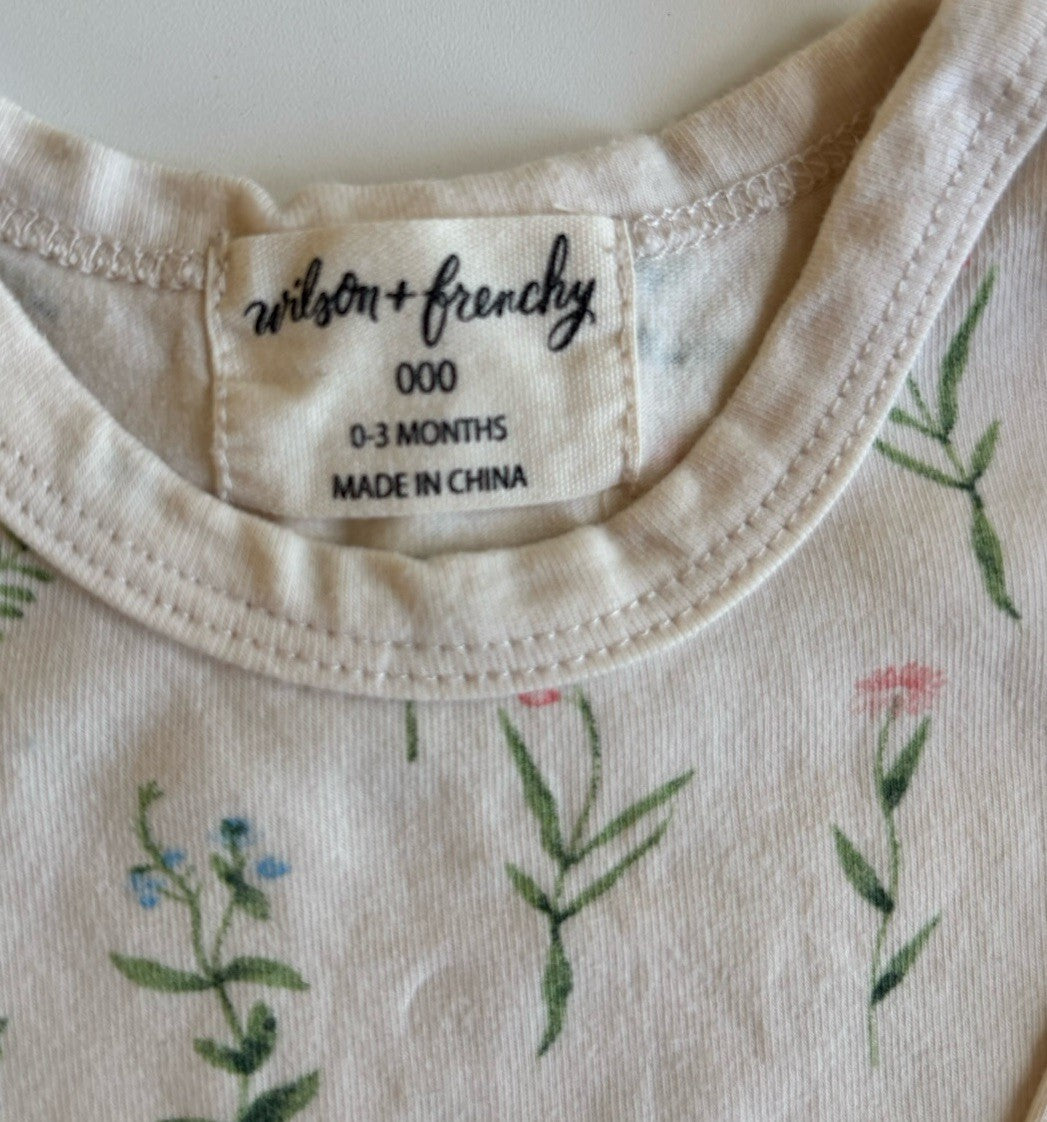 wilson + frenchy
000
0-3 MONTHS
MADE IN CHINA